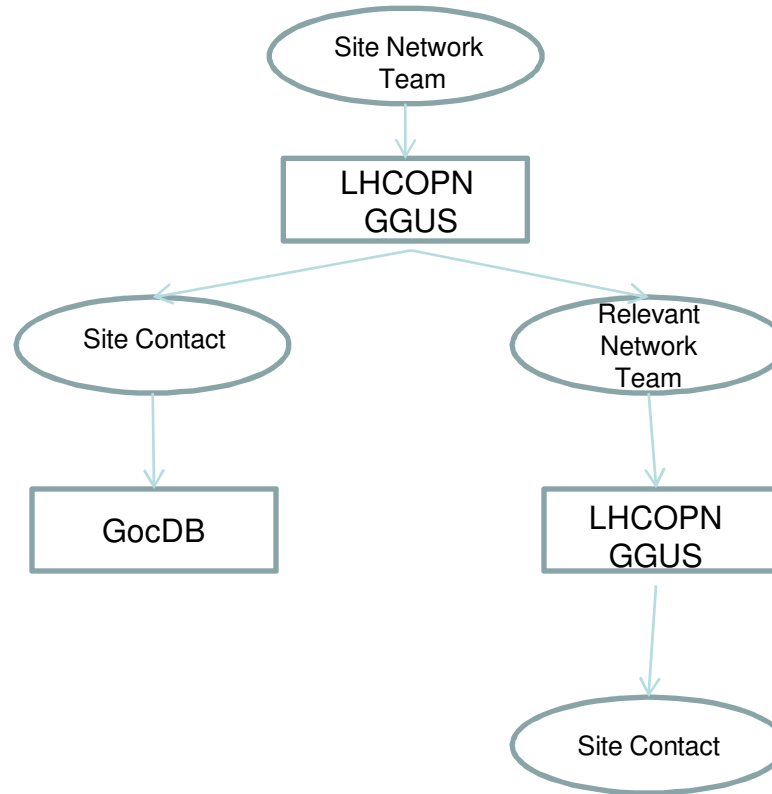 Site Network
Team
LHCOPN
GGUS
Site Contact
Relevant
Network
Team
GocDB
LHCOPN
GGUS
Site Contact